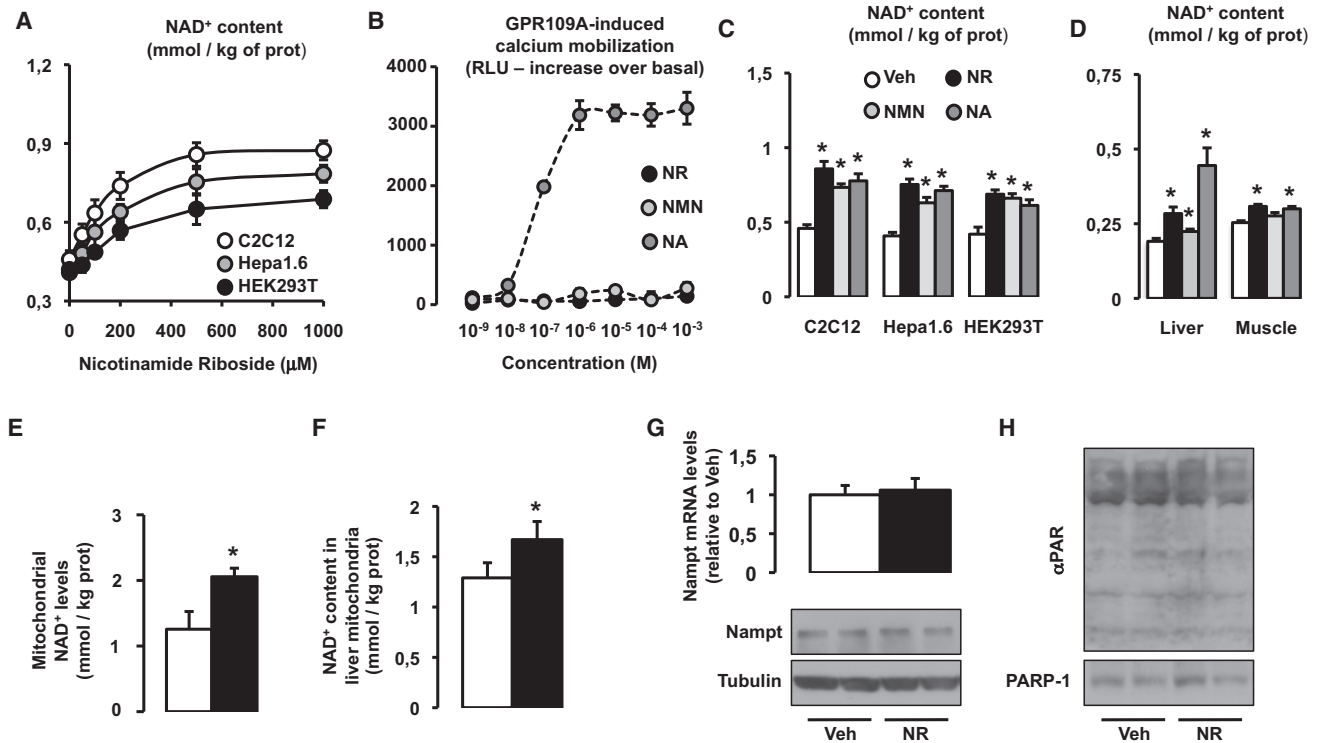 A
NAD+ content
(mmol / kg of prot)
1,2
0,9
0,6
0,3
C2C12
Hepa1.6
HEK293T
0 200 400 600 800 1000
Nicotinamide Riboside (μM)
B
GPR109A-induced
calcium mobilization
(RLU – increase over basal)
4000
3000
2000
1000
0
NR
NMN
NA
10-9 10-8 10-7 10-6 10-5 10-4 10-3
Concentration (M)
C
NAD+ content
(mmol / kg of prot)
1,5
1
0,5
0
Veh NR
NMN NA
* * * * * * * * *
C2C12 Hepa1.6 HEK293T
D
NAD+ content
(mmol / kg of prot)
0,75
0,5
0,25
0
* * * * *
Liver Muscle
E
Mitochondrial
NAD+ levels
(mmol / kg prot)
3
2
1
0
*
F
NAD+ content in
liver mitochondria
(mmol / kg prot)
2
1,5
1
0,5
0
*
G
Nampt mRNA levels
(relative to Veh)
1,5
1
0,5
0
Nampt
Tubulin
Veh NR
H
αPAR
PARP-1
Veh NR